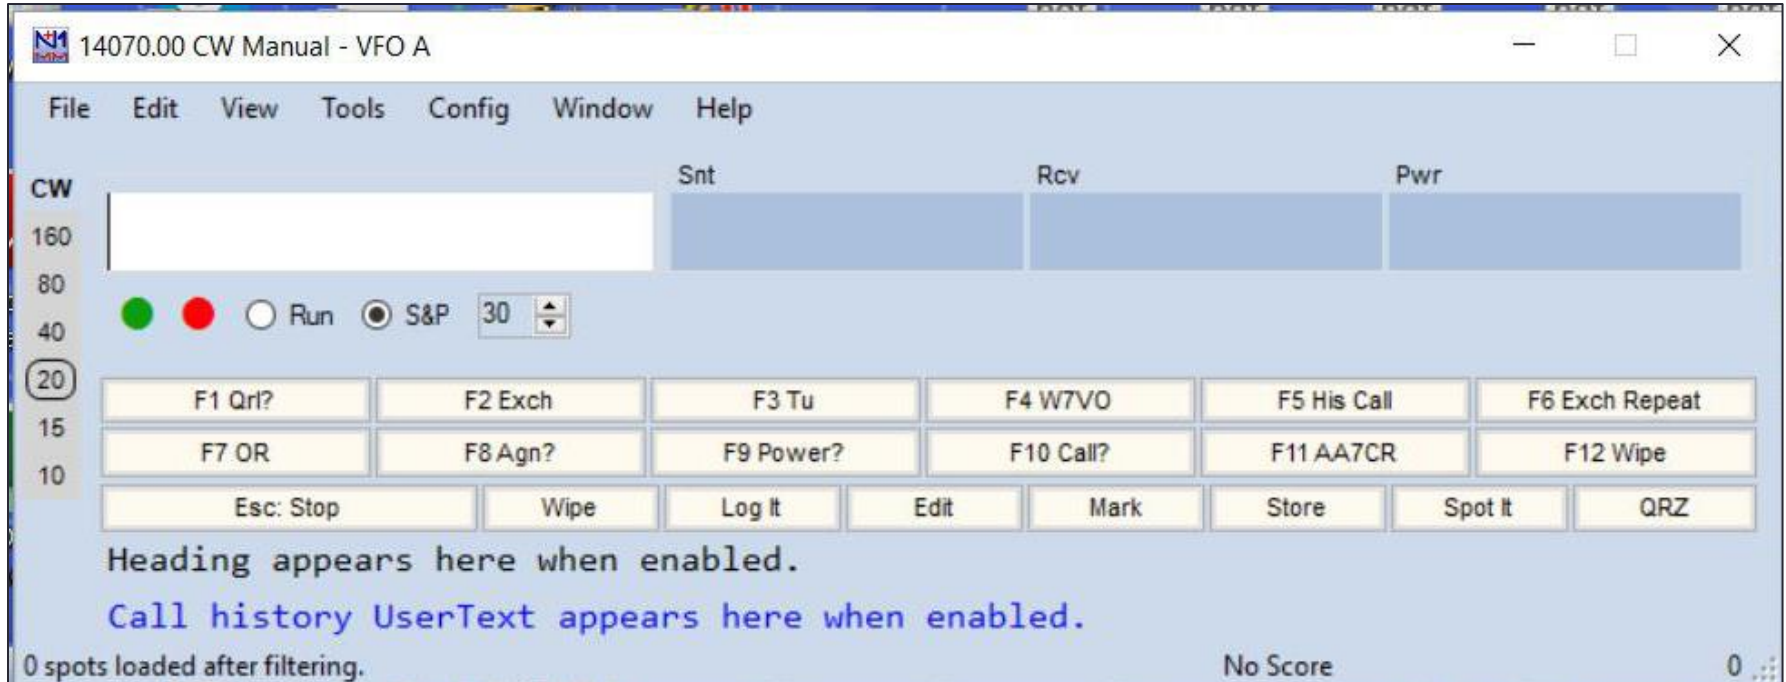 14070.00 CW Manual - VFO A
File Edit View Tools Config Window Help
CW Snt Rcv Pwr
160
80
40
20
15
10
Run S&P 30
F1 Qrl? F2 Exch F3 Tu F4 W7VO F5 His Call F6 Exch Repeat
F7 OR F8 Agn? F9 Power? F10 Call? F11 AA7CR F12 Wipe
Esc: Stop Wipe Log It Edit Mark Store Spot It QRZ
Heading appears here when enabled.
Call history UserText appears here when enabled.
0 spots loaded after filtering. No Score 0